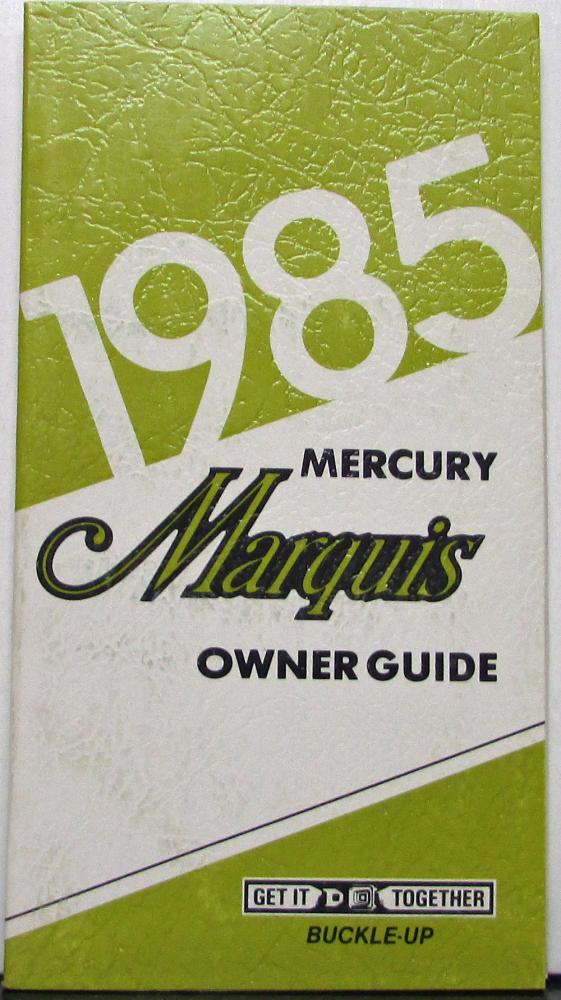 1985
MERCURY
Marquis
OWNER GUIDE
GET IT TOGETHER
BUCKLE-UP